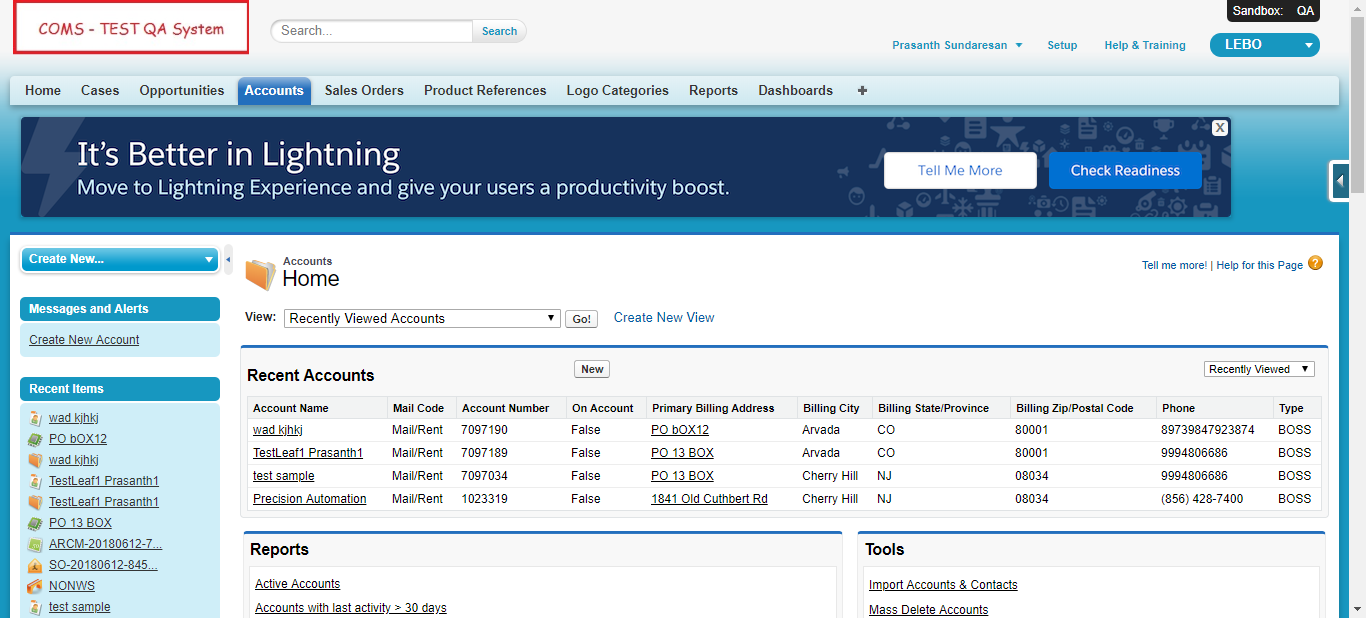 COMS - TEST QA System
Search...
Search
Sandbox: QA
Prasanth Sundaresan
Setup
Help & Training
LEBO
Home Cases Opportunities Accounts Sales Orders Product References Logo Categories Reports Dashboards +
It's Better in Lightning
Move to Lightning Experience and give your users a productivity boost.
Tell Me More
Check Readiness
X
Create New...
Messages and Alerts
Create New Account
Recent Items
wad kjhkj
PO bOX12
wad kjhkj
TestLeaf1 Prasanth1
TestLeaf1 Prasanth1
PO 13 BOX
ARCM-20180612-7...
SO-20180612-845...
NONWS
test sample
Accounts
Home
Tell me more! | Help for this Page ?
View: Recently Viewed Accounts Go! Create New View
Recent Accounts
New
Recently Viewed
Account Name Mail Code Account Number On Account Primary Billing Address Billing City Billing State/Province Billing Zip/Postal Code Phone Type
wad kjhkj Mail/Rent 7097190 False PO bOX12 Arvada CO 80001 89739847923874 BOSS
TestLeaf1 Prasanth1 Mail/Rent 7097189 False PO 13 BOX Arvada CO 80001 9994806686 BOSS
test sample Mail/Rent 7097034 False PO 13 BOX Cherry Hill NJ 08034 9994806686 BOSS
Precision Automation Mail/Rent 1023319 False 1841 Old Cuthbert Rd Cherry Hill NJ 08034 (856) 428-7400 BOSS
Reports
Active Accounts
Accounts with last activity > 30 days
Tools
Import Accounts & Contacts
Mass Delete Accounts